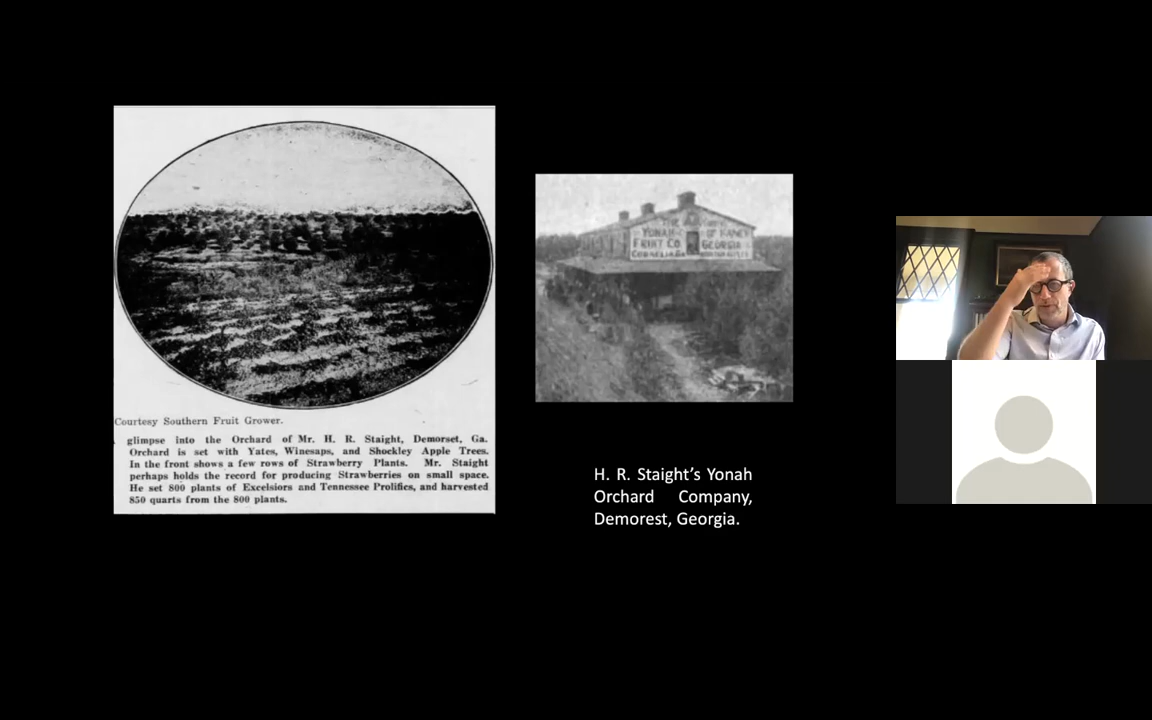 Courtesy Southern Fruit Grower.
glimpse into the Orchard of Mr. H. R. Staight, Demorset, Ga.
Orchard is set with Yates, Winesaps, and Shockley Apple Trees.
In the front shows a few rows of Strawberry Plants. Mr. Staight
perhaps holds the record for producing Strawberries on small space.
He set 800 plants of Excelsiors and Tennessee Prolifics, and harvested
850 quarts from the 800 plants.
YONAH
FRUIT CO GEORGIA
CORNELIA GA
H. R. Staight’s Yonah
Orchard Company,
Demorest, Georgia.